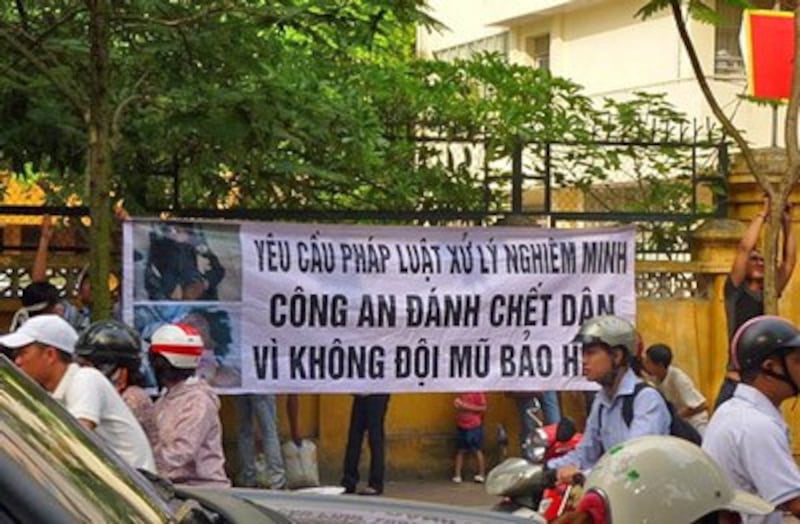 YÊU CẦU PHÁP LUẬT XỬ LÝ NGHIÊM MINH
CÔNG AN ĐÁNH CHẾT DÂN
VÌ KHÔNG ĐỘI MŨ BẢO